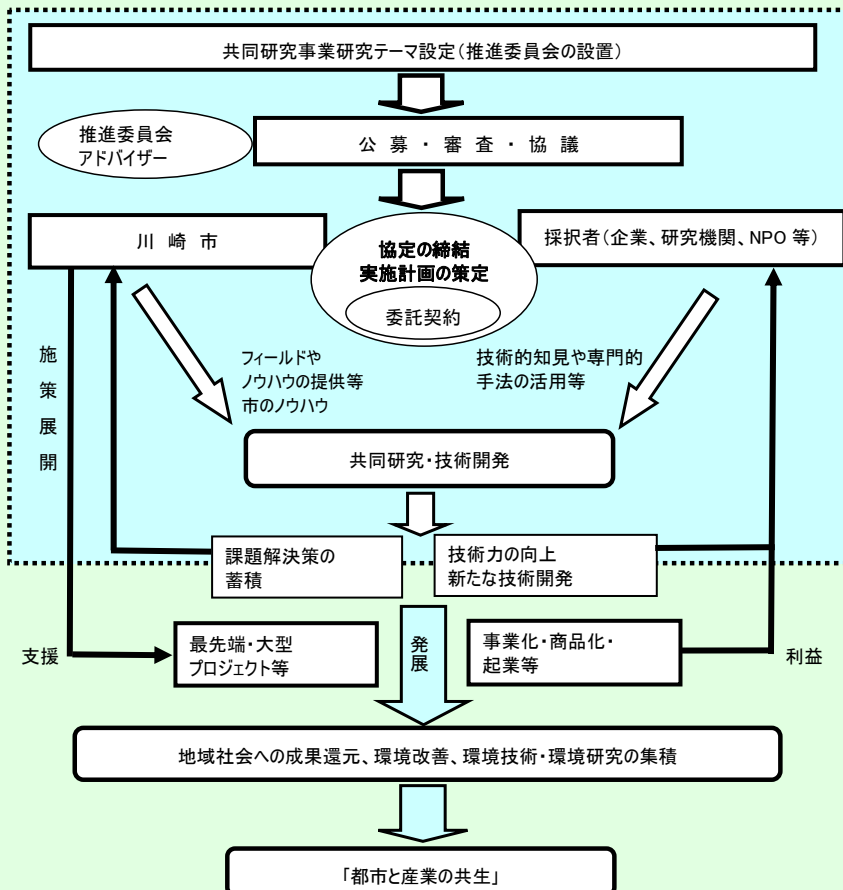 共同研究事業研究テーマ設定（推進委員会の設置）
推進委員会
アドバイザー
公　募　・　審　査　・　協　議
川　崎　市
協定の締結
実施計画の策定
委託契約
採択者（企業、研究機関、NPO 等）
施策展開
フィールドや
ノウハウの提供等
市のノウハウ
技術的知見や専門的
手法の活用等
共同研究・技術開発
課題解決策の
蓄積
技術力の向上
新たな技術開発
支援
最先端・大型
プロジェクト等
発展
事業化・商品化・
起業等
利益
地域社会への成果還元、環境改善、環境技術・環境研究の集積
「都市と産業の共生」